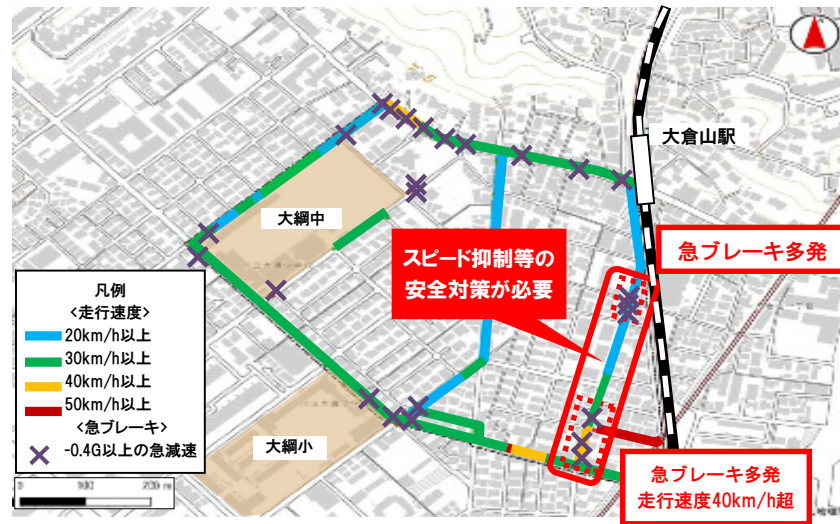 大倉山駅
大綱中
急ブレーキ多発
スピード抑制等の
安全対策が必要
凡例
<走行速度>
20km/h以上
30km/h以上
40km/h以上
50km/h以上
<急ブレーキ>
-0.4G以上の急減速
大綱小
急ブレーキ多発
走行速度40km/h超
0 100 200 m